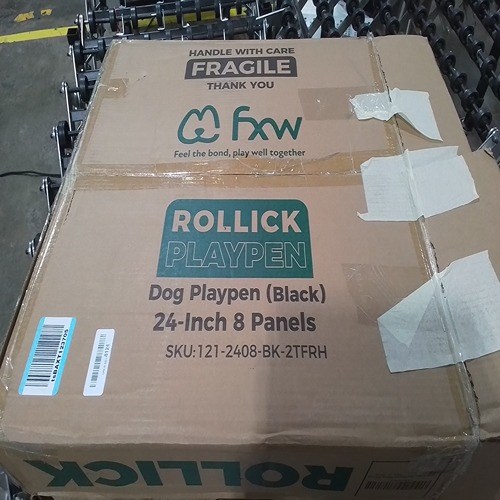 HANDLE WITH CARE
FRAGILE
THANK YOU
fxw
Feel the bond, play well together
ROLLICK
PLAYPEN
Dog Playpen (Black)
24-Inch 8 Panels
SKU:121-2408-BK-2TFRH
ROLLICK